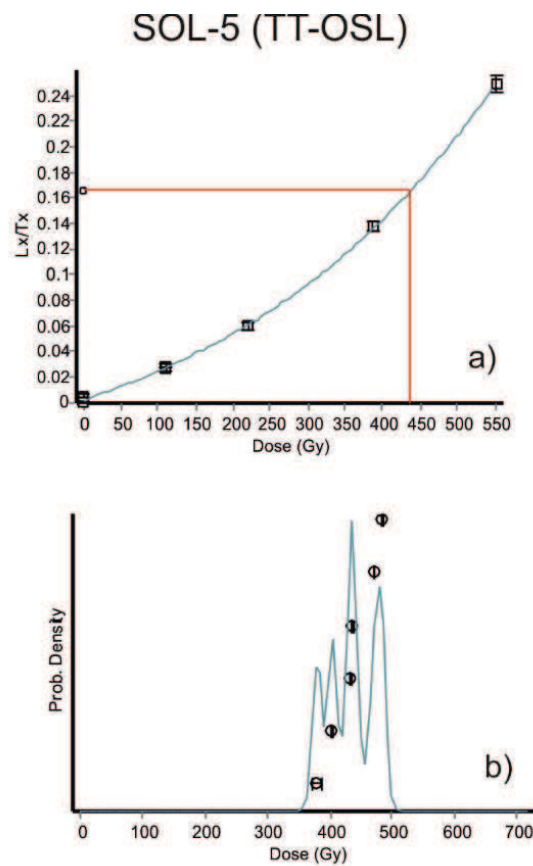 SOL-5 (TT-OSL)
0.24
0.22
0.2
0.18
0.16
0.14
0.12
0.1
0.08
0.06
0.04
0.02
0
Lx/Tx
a)
0 50 100 150 200 250 300 350 400 450 500 550
Dose (Gy)
Prob. Density
b)
0 100 200 300 400 500 600 700
Dose (Gy)